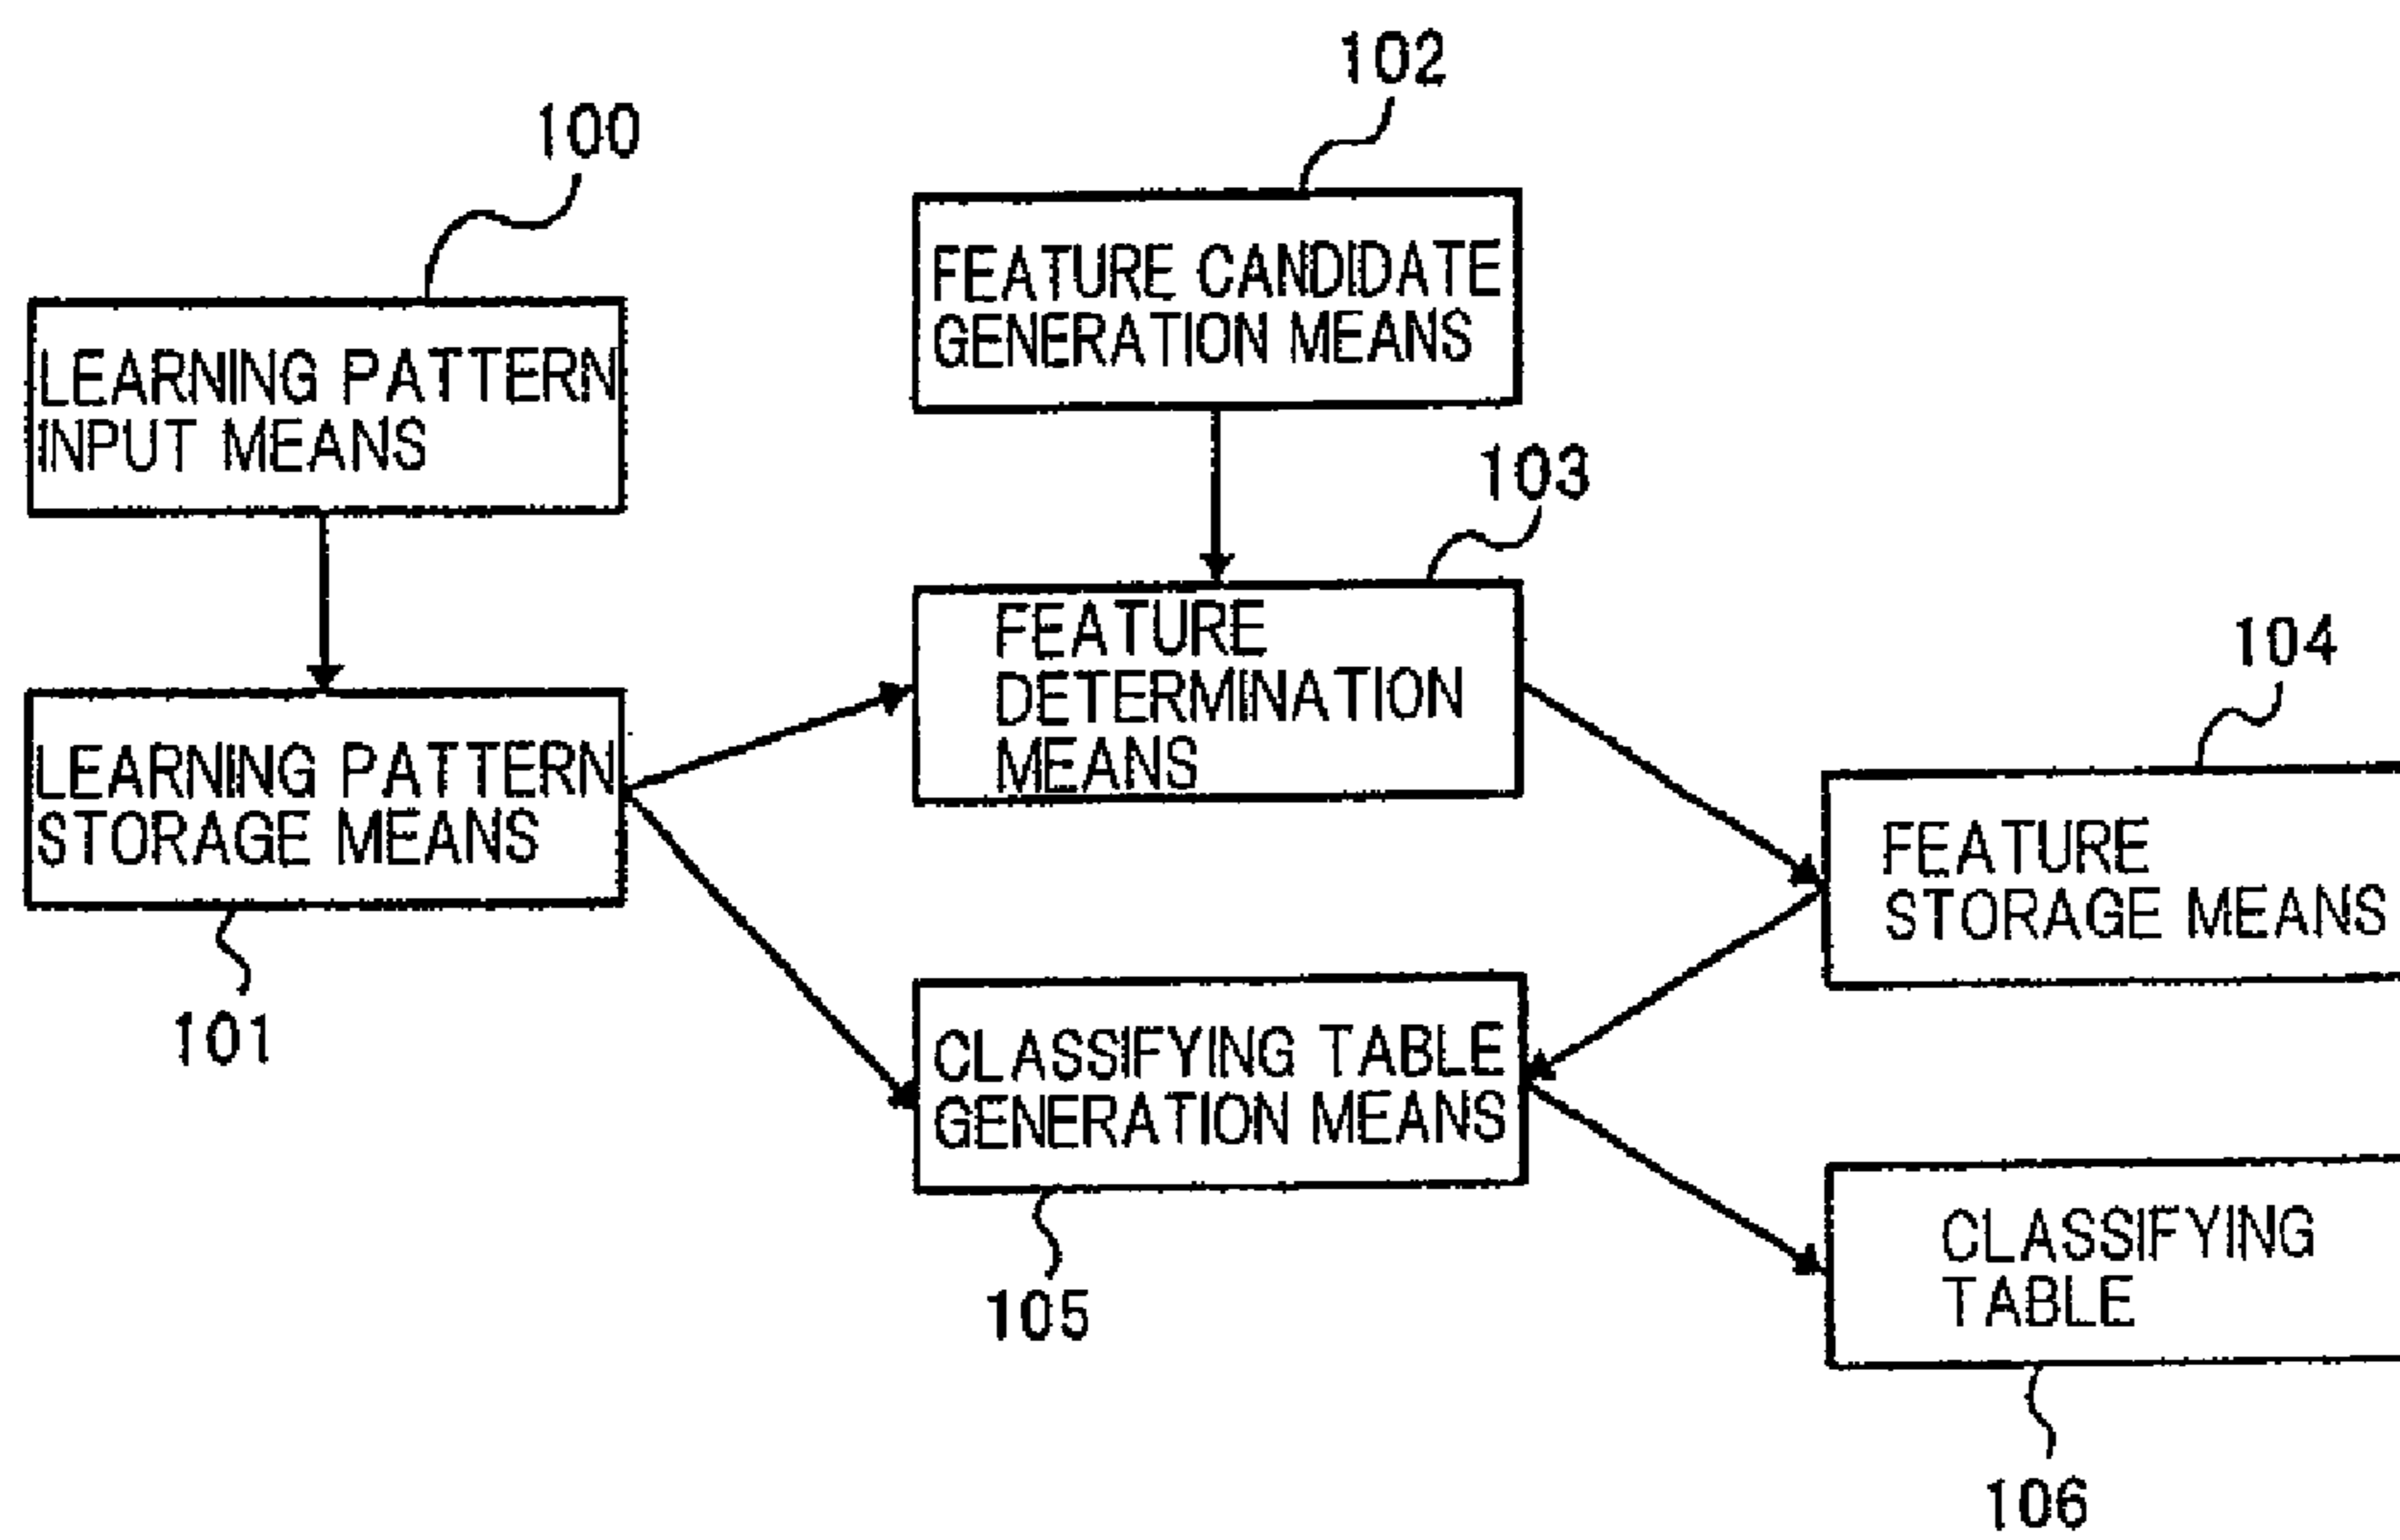 102
100
FEATURE CANDIDATE
GENERATION MEANS
LEARNING PATTERN
INPUT MEANS
103
FEATURE
DETERMINATION
MEANS
104
LEARNING PATTERN
STORAGE MEANS
FEATURE
STORAGE MEANS
101
CLASSIFYING TABLE
GENERATION MEANS
105
CLASSIFYING
TABLE
106